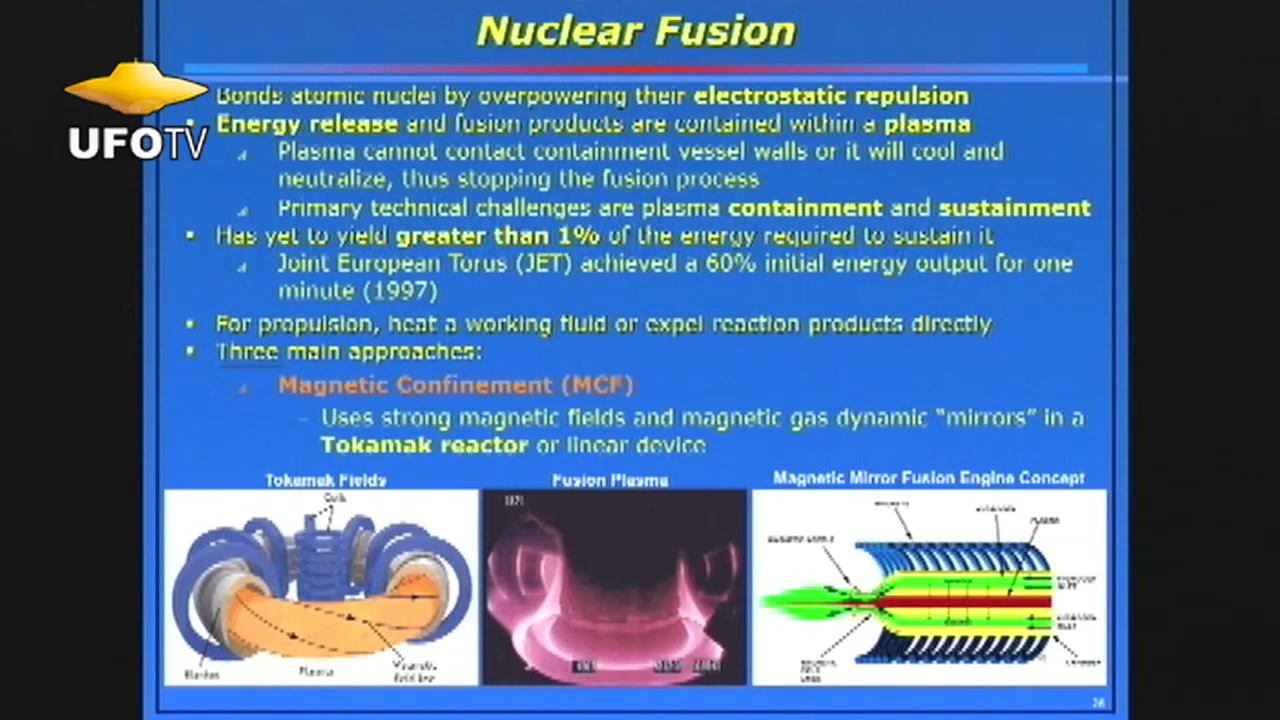 Nuclear Fusion
UFOTV
Bonds atomic nuclei by overpowering their electrostatic repulsion
Energy release and fusion products are contained within a plasma
Plasma cannot contact containment vessel walls or it will cool and
neutralize, thus stopping the fusion process
Primary technical challenges are plasma containment and sustainment
Has yet to yield greater than 1% of the energy required to sustain it
Joint European Torus (JET) achieved a 60% initial energy output for one
minute (1997)
For propulsion, heat a working fluid or expel reaction products directly
Three main approaches:
Magnetic Confinement (MCF)
– Uses strong magnetic fields and magnetic gas dynamic “mirrors” in a
Tokamak reactor or linear device
Tokamak Fields
Fusion Plasma
Magnetic Mirror Fusion Engine Concept
Coils
Blanket
Plasma
Magnetic
field line